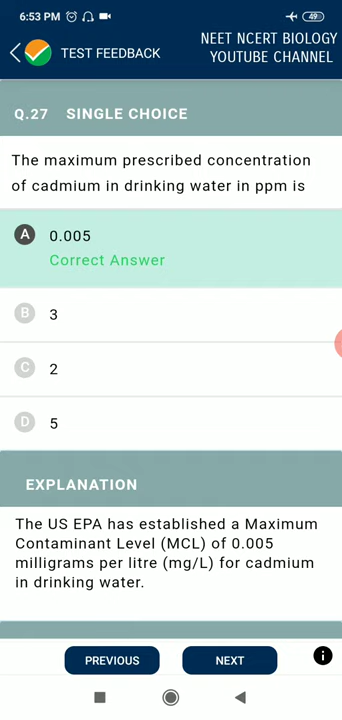 6:53 PM 49
NEET NCERT BIOLOGY
TEST FEEDBACK YOUTUBE CHANNEL
Q.27 SINGLE CHOICE
The maximum prescribed concentration
of cadmium in drinking water in ppm is
A 0.005
Correct Answer
B 3
C 2
D 5
EXPLANATION
The US EPA has established a Maximum
Contaminant Level (MCL) of 0.005
milligrams per litre (mg/L) for cadmium
in drinking water.
PREVIOUS NEXT i